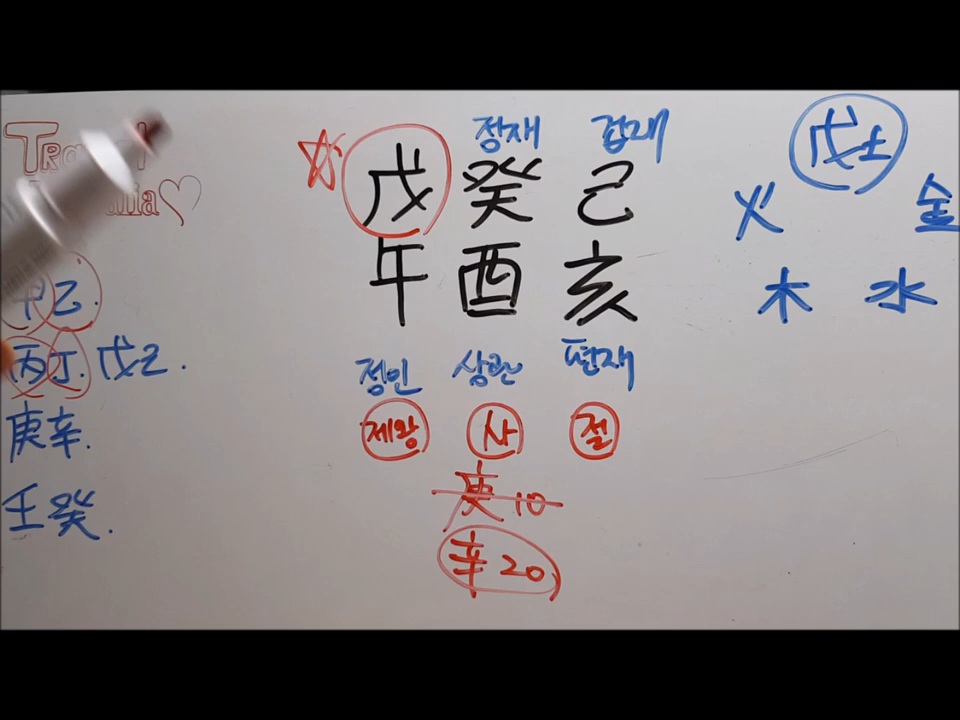 정재 겁재
戊 癸 己
午 酉 亥
정인 상관 편재
제왕 사 절
庚 10
辛 20
戊土
火 金
木 水
甲乙.
丙丁. 戊己.
庚辛.
壬癸.